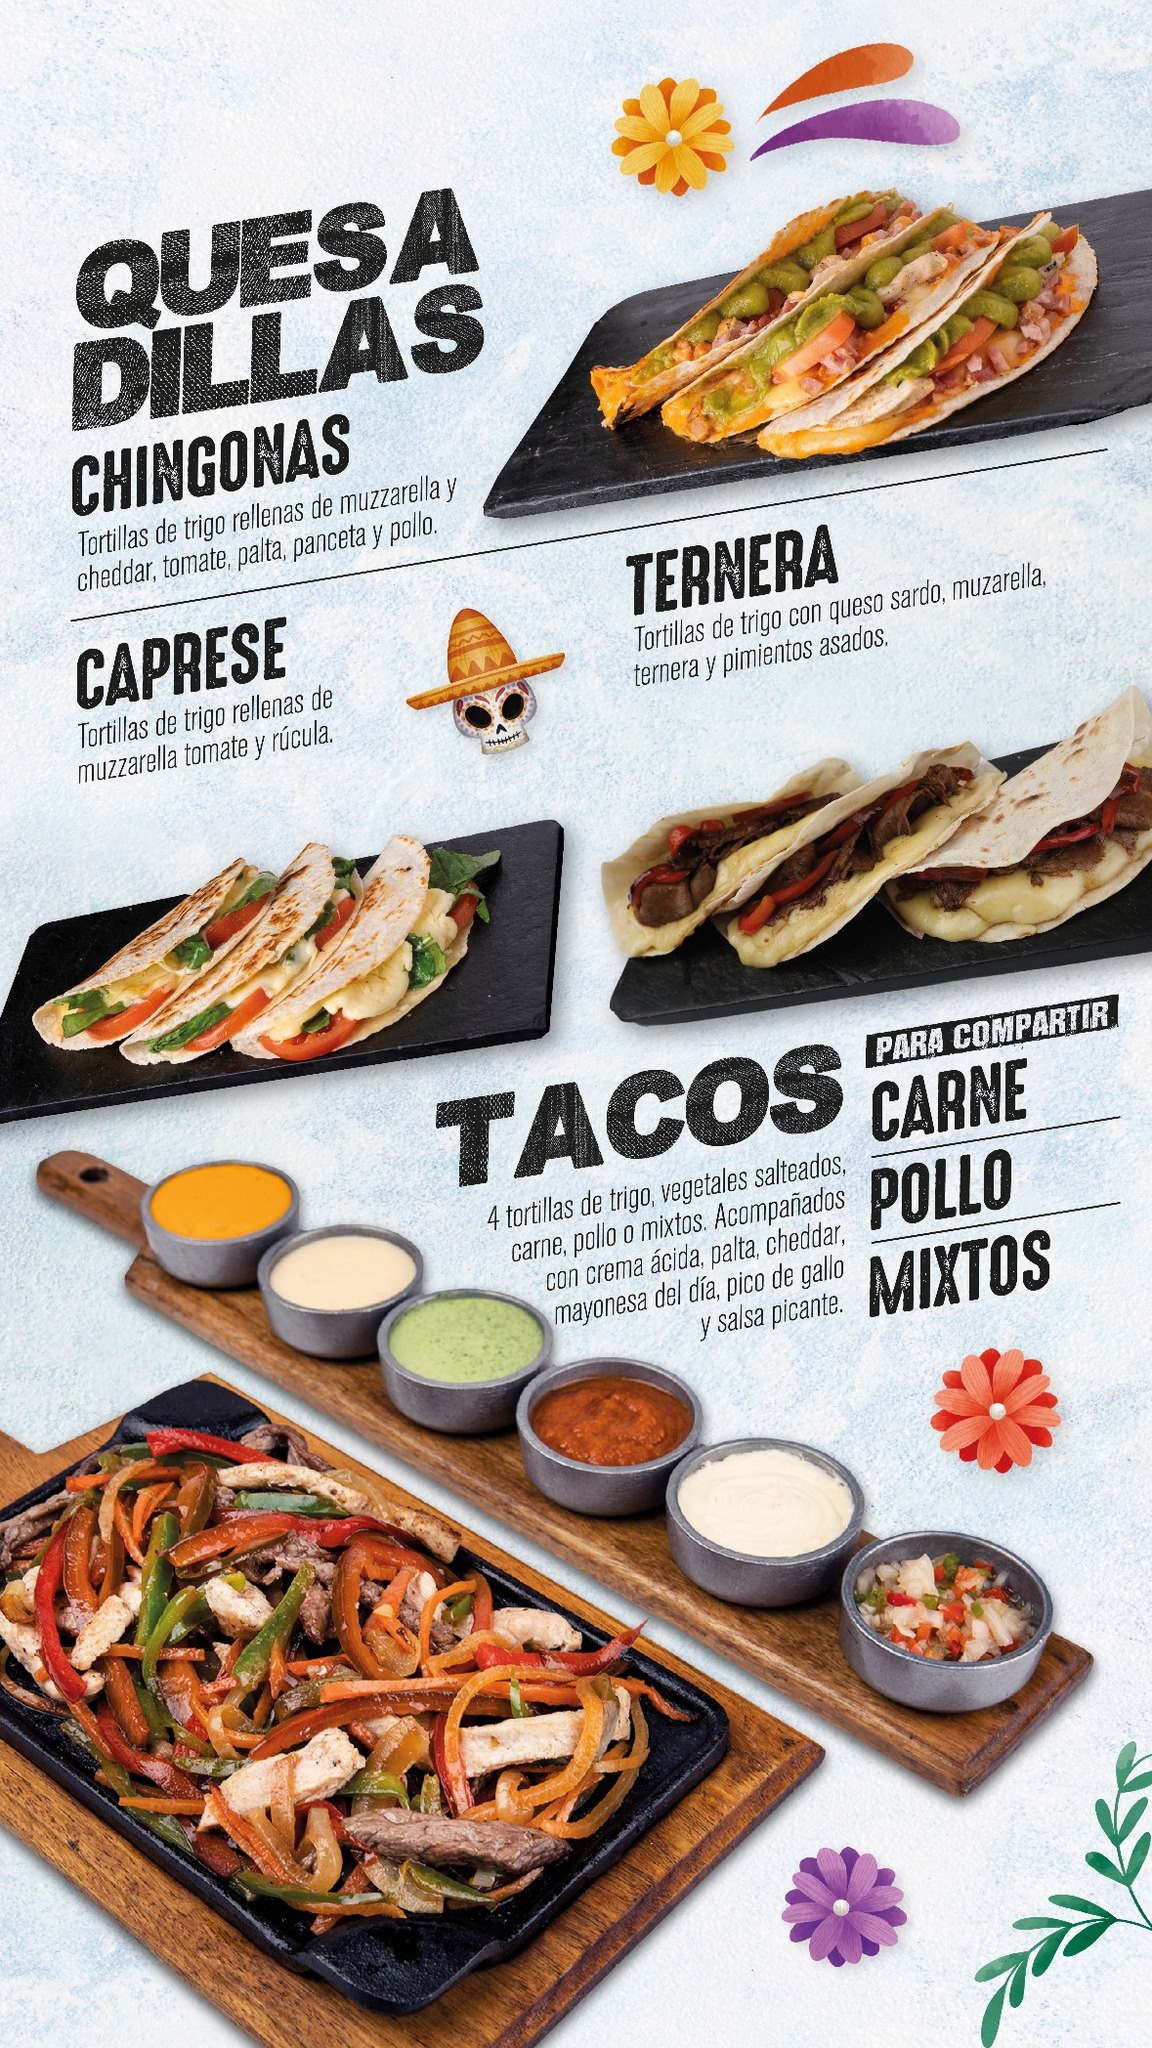 QUESA
DILLAS
CHINGONAS
Tortillas de trigo rellenas de muzzarella y
cheddar, tomate, palta, panceta y pollo.
CAPRESE
Tortillas de trigo rellenas de
muzzarella tomate y rúcula.
TERNERA
Tortillas de trigo con queso sardo, muzarella,
ternera y pimientos asados.
TACOS
4 tortillas de trigo, vegetales salteados,
carne, pollo o mixtos. Acompañados
con crema ácida, palta, cheddar,
mayonesa del día, pico de gallo
y salsa picante.
PARA COMPARTIR
CARNE
POLLO
MIXTOS